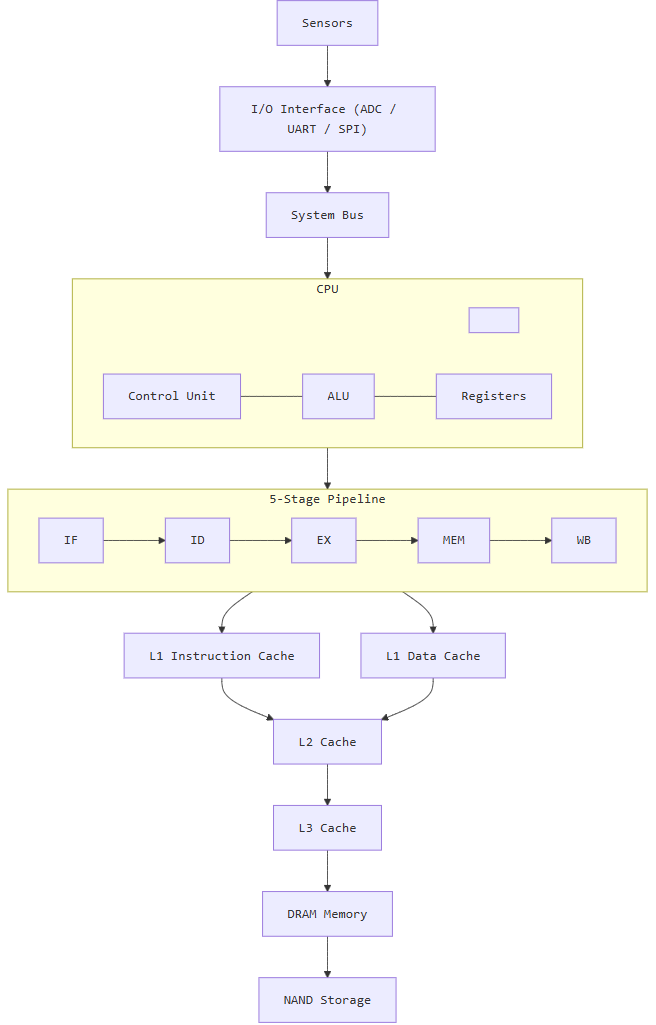 Sensors
I/O Interface (ADC /
UART / SPI)
System Bus
CPU
Control Unit
ALU
Registers
5-Stage Pipeline
IF
ID
EX
MEM
WB
L1 Instruction Cache
L1 Data Cache
L2 Cache
L3 Cache
DRAM Memory
NAND Storage